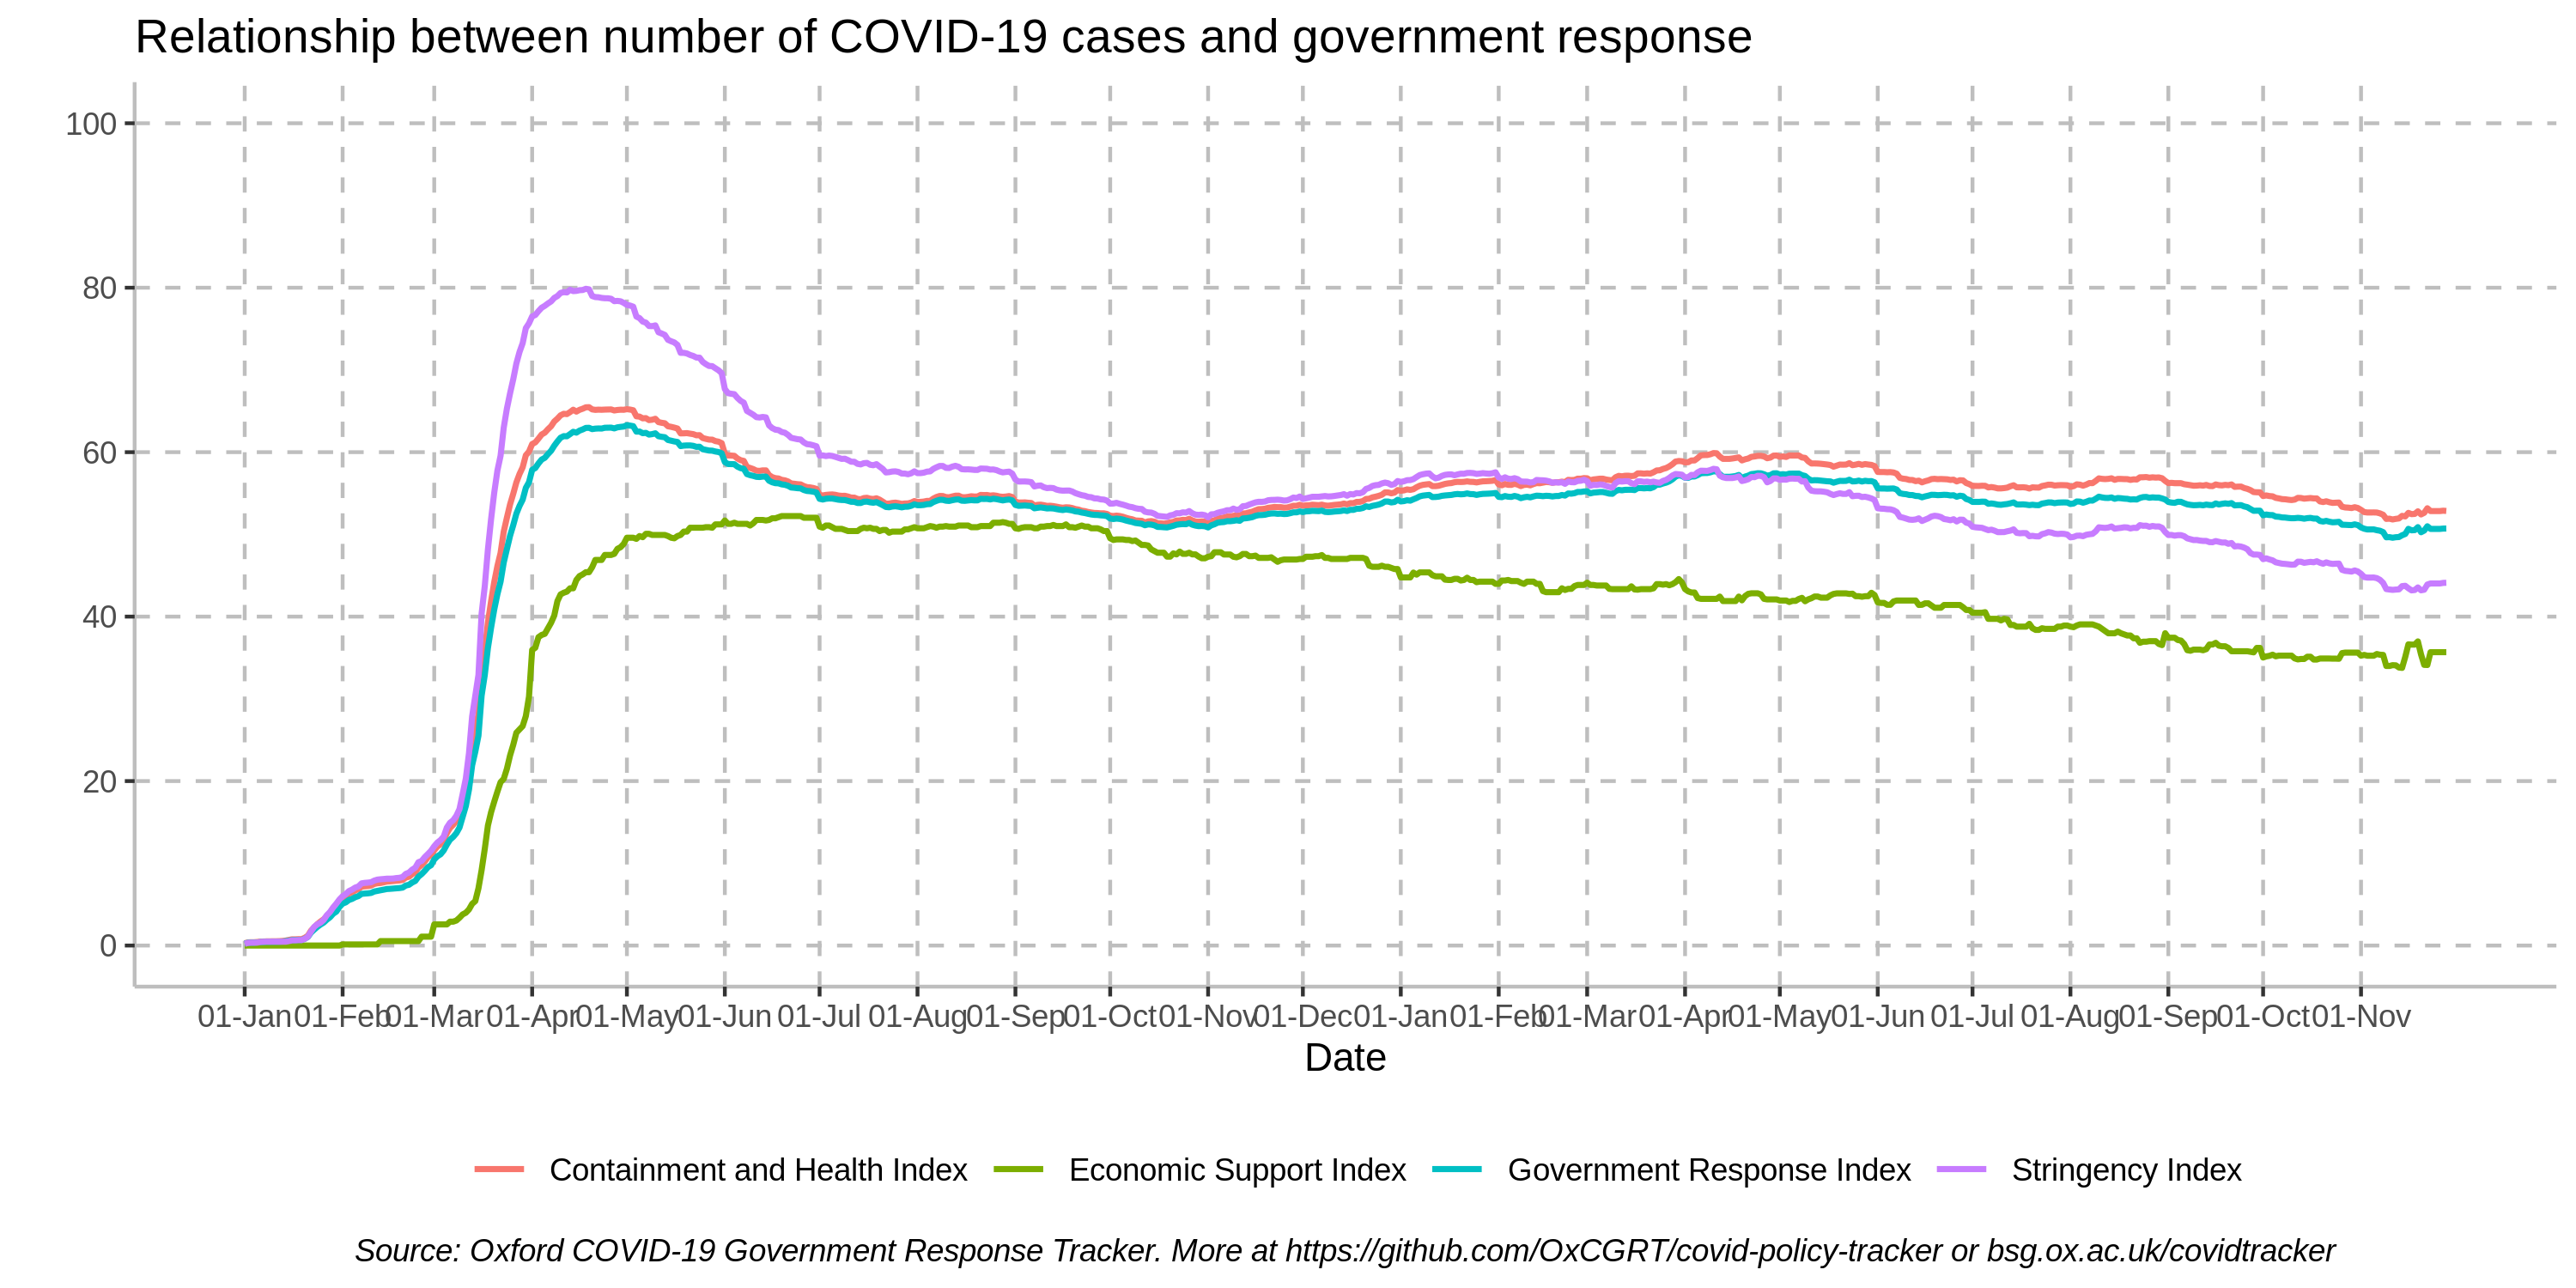 Relationship between number of COVID-19 cases and government response
100
80
60
40
20
0
01-Jan 01-Feb 01-Mar 01-Apr 01-May 01-Jun 01-Jul 01-Aug 01-Sep 01-Oct 01-Nov 01-Dec 01-Jan 01-Feb 01-Mar 01-Apr 01-May 01-Jun 01-Jul 01-Aug 01-Sep 01-Oct 01-Nov
Date
Containment and Health Index Economic Support Index Government Response Index Stringency Index
Source: Oxford COVID-19 Government Response Tracker. More at https://github.com/OxCGRT/covid-policy-tracker or bsg.ox.ac.uk/covidtracker